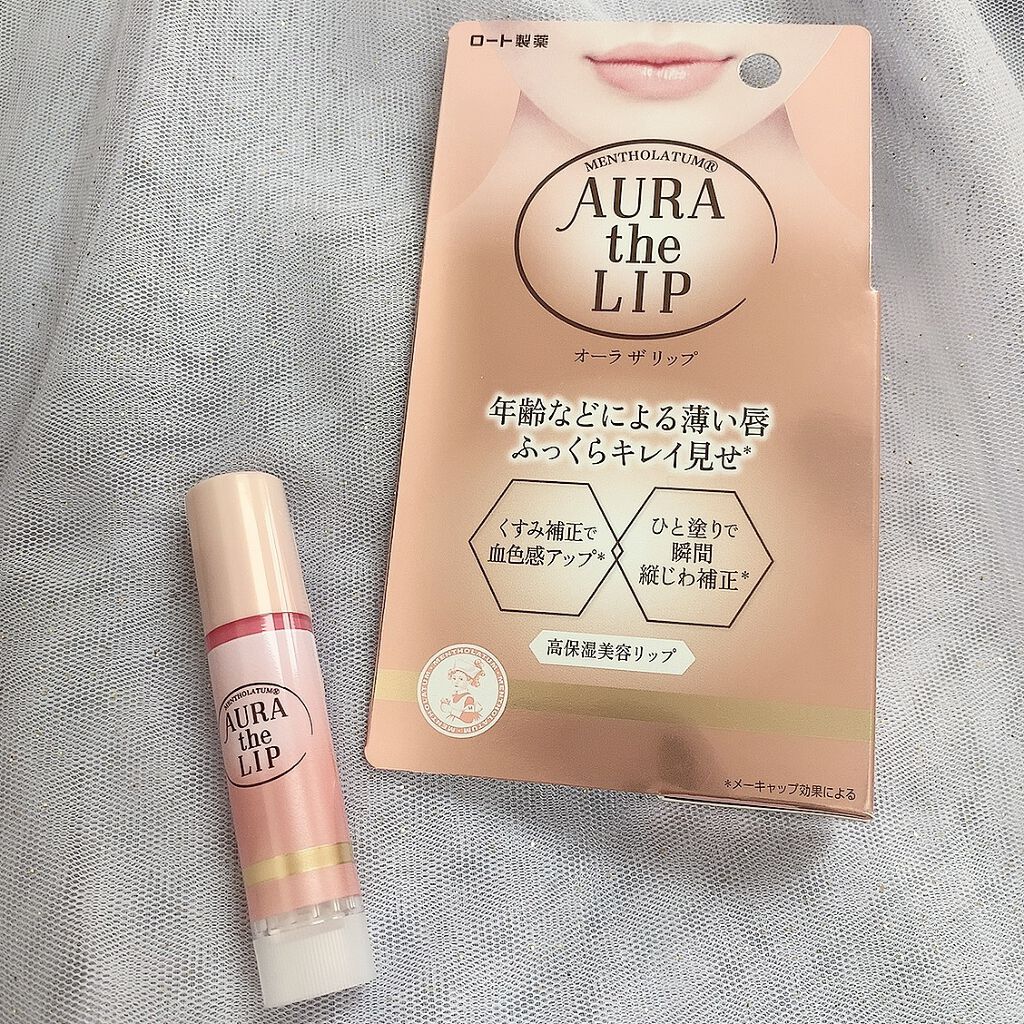 ロート製薬
MENTHOLATUM®
AURA
the
LIP
オーラ ザ リップ
年齢などによる薄い唇
ふっくらキレイ見せ*
くすみ補正で
血色感アップ*
ひと塗りで
瞬間
縦じわ補正*
高保湿美容リップ
MENTHOLATUM MENTHOLATUM MENTHOLATUM
*メーキャップ効果による
MENTHOLATUM®
AURA
the
LIP